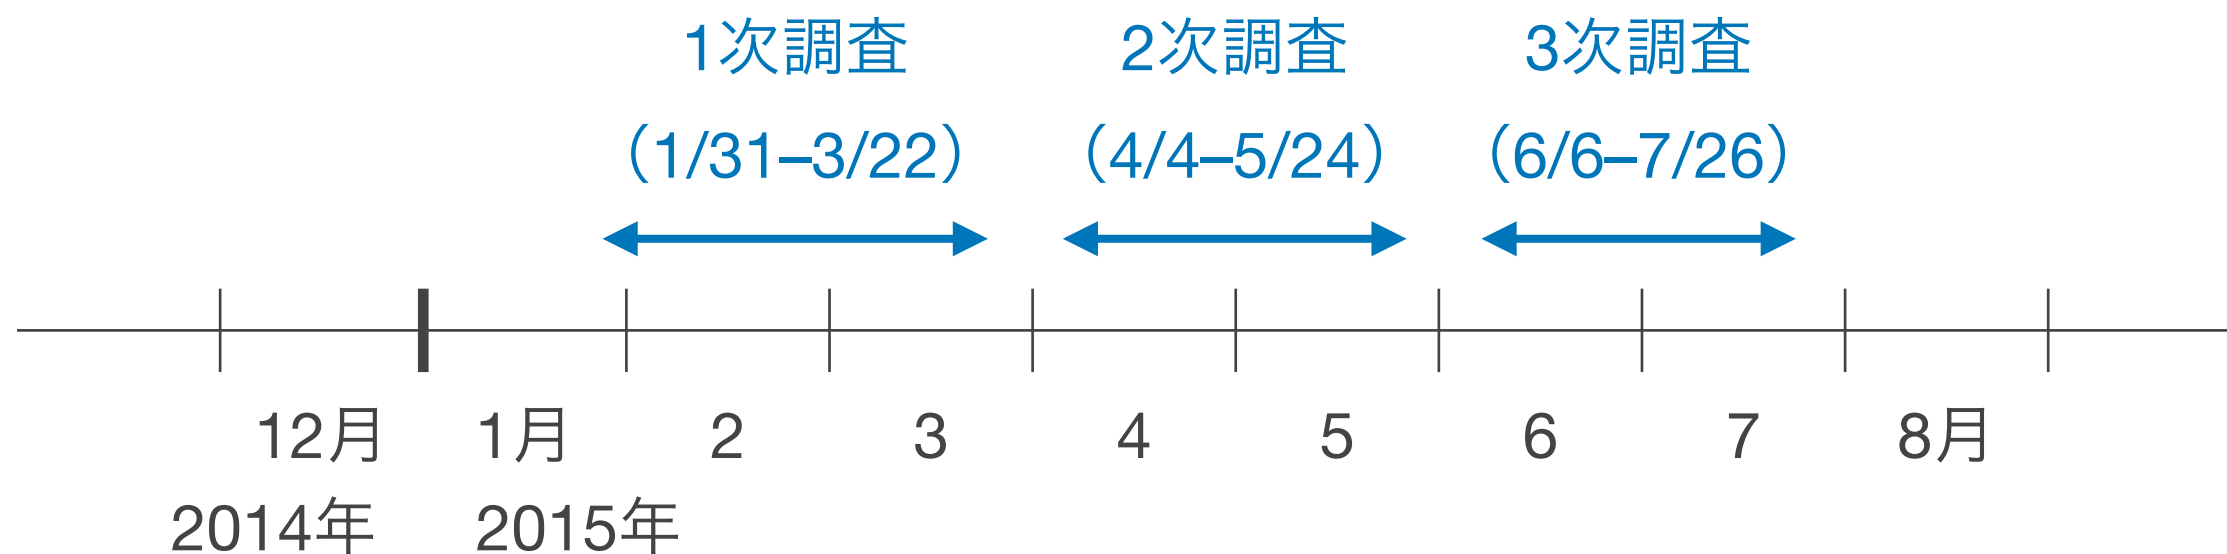 1次調査 2次調査 3次調査
（1/31–3/22） （4/4–5/24） （6/6–7/26）
12月 1月 2 3 4 5 6 7 8月
2014年 2015年